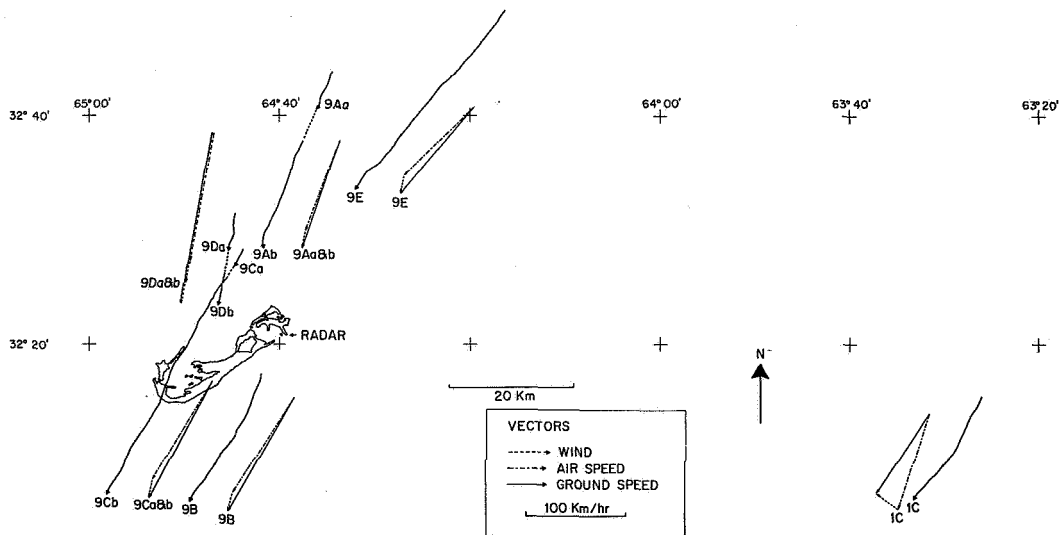 65°00'
64°40'
64°00'
63°40'
63°20'
32°40'
9Aa
9E
9E
9Da
9Ab
9Aa&b
9Ca
9Da&b
9Db
RADAR
32°20'
N
20 Km
VECTORS
WIND
AIR SPEED
GROUND SPEED
100 Km/hr
9Cb
9Ca&b
9B
9B
1C
1C